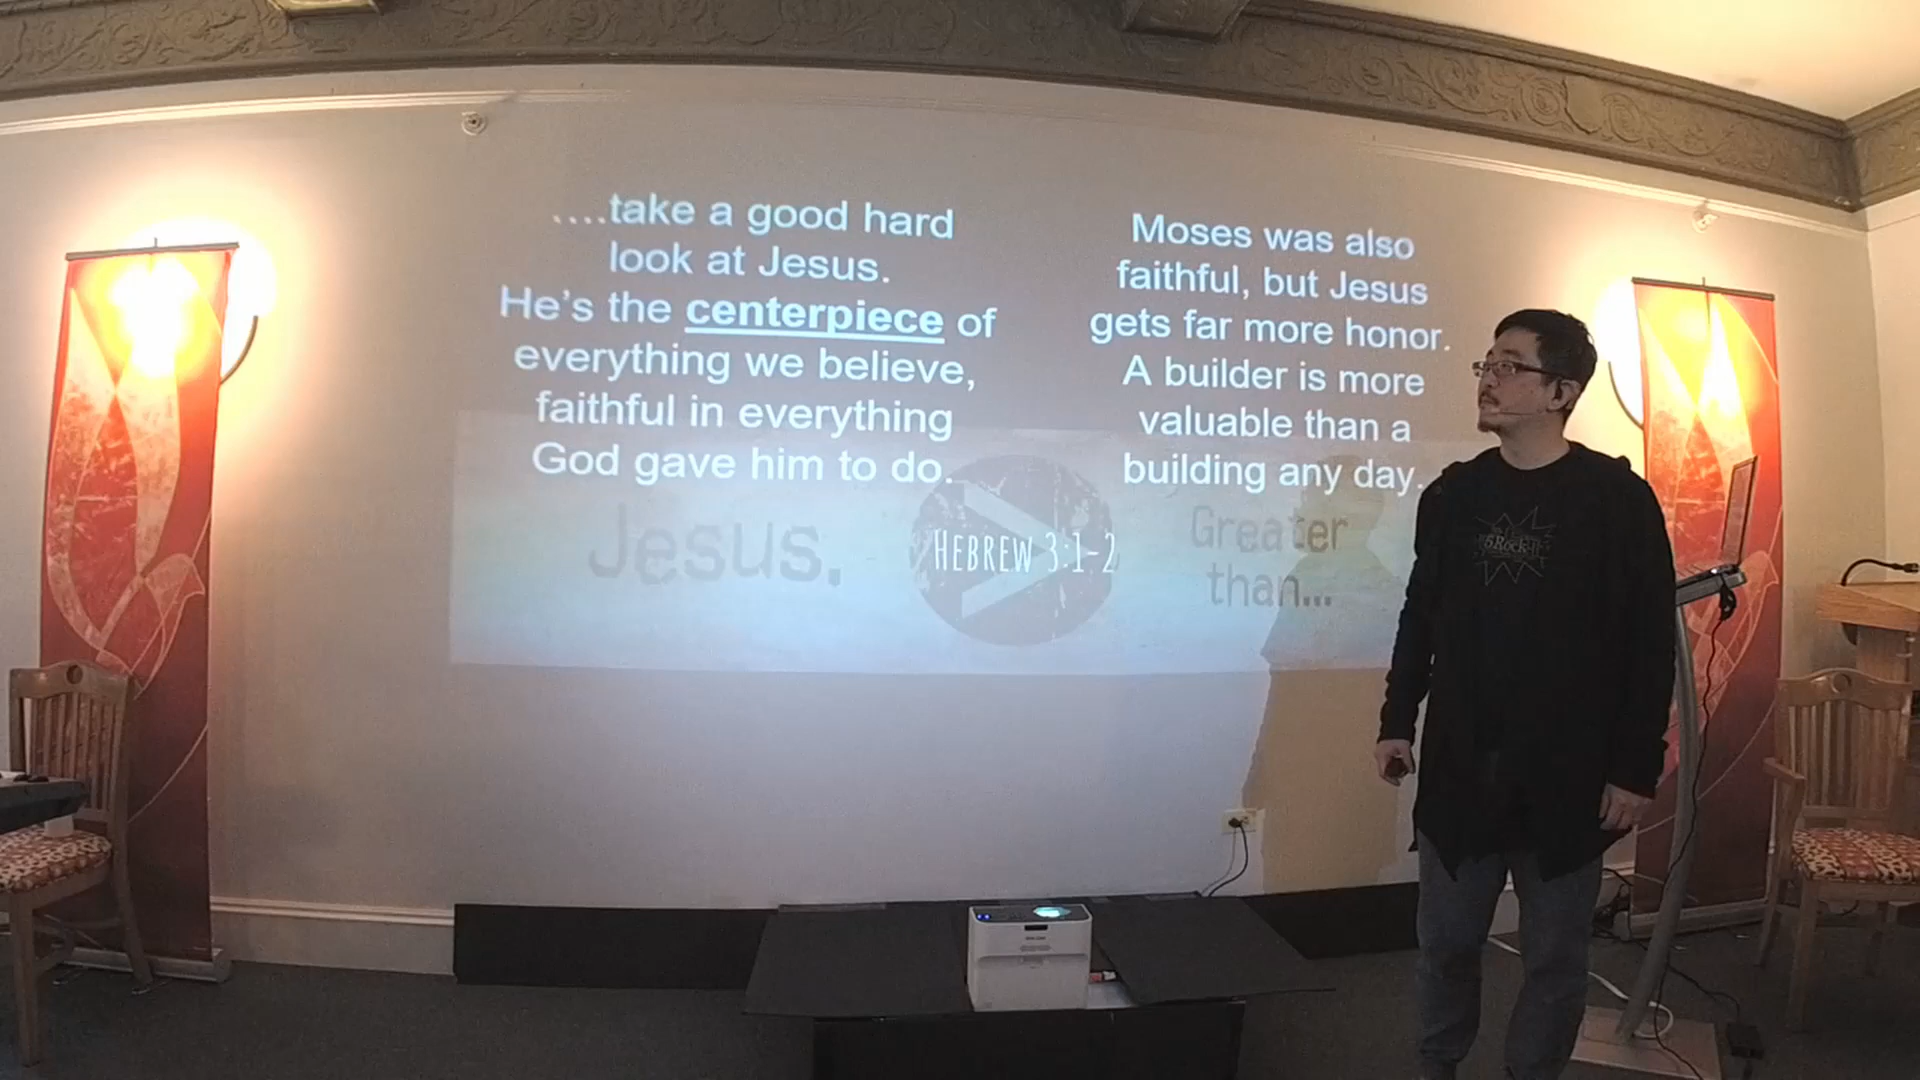 ....take a good hard
look at Jesus.
He's the centerpiece of
everything we believe,
faithful in everything
God gave him to do.
Moses was also
faithful, but Jesus
gets far more honor.
A builder is more
valuable than a
building any day.
Jesus.
>
HEBREW 3:1-2
Greater
than...